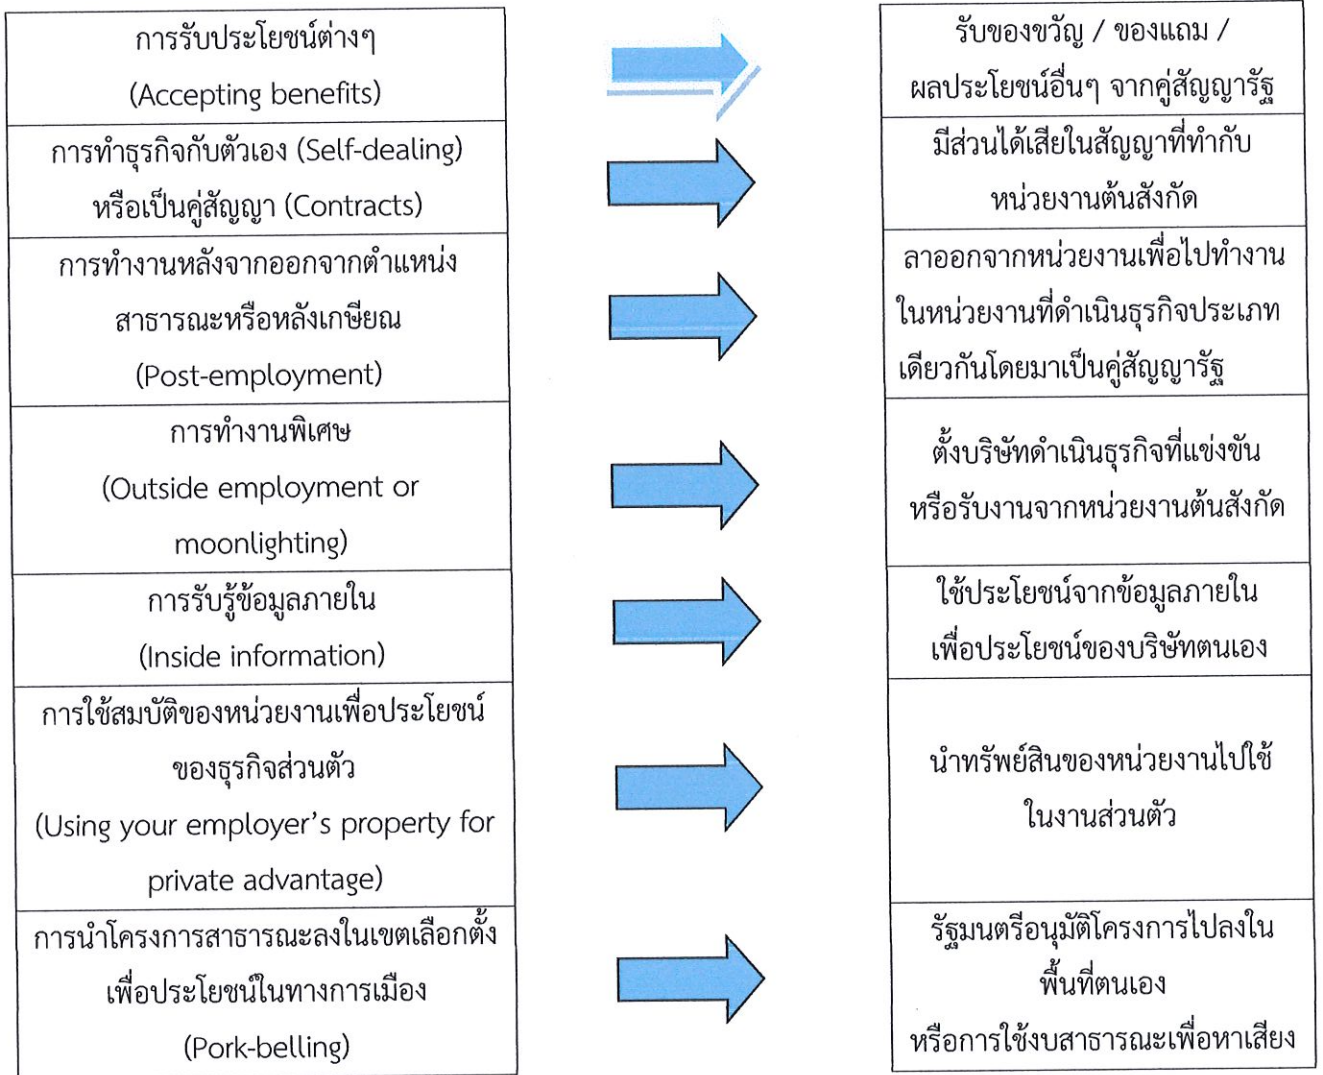 การรับประโยชน์ต่างๆ
(Accepting benefits)
รับของขวัญ / ของแถม /
ผลประโยชน์อื่นๆ จากคู่สัญญารัฐ
การทำธุรกิจกับตัวเอง (Self-dealing)
หรือเป็นคู่สัญญา (Contracts)
มีส่วนได้เสียในสัญญาที่ทำกับ
หน่วยงานต้นสังกัด
การทำงานหลังจากออกจากตำแหน่ง
สาธารณะหรือหลังเกษียณ
(Post-employment)
ลาออกจากหน่วยงานเพื่อไปทำงาน
ในหน่วยงานที่ดำเนินธุรกิจประเภท
เดียวกันโดยมาเป็นคู่สัญญารัฐ
การทำงานพิเศษ
(Outside employment or
moonlighting)
ตั้งบริษัทดำเนินธุรกิจที่แข่งขัน
หรือรับงานจากหน่วยงานต้นสังกัด
การรับรู้ข้อมูลภายใน
(Inside information)
ใช้ประโยชน์จากข้อมูลภายใน
เพื่อประโยชน์ของบริษัทตนเอง
การใช้สมบัติของหน่วยงานเพื่อประโยชน์
ของธุรกิจส่วนตัว
(Using your employer's property for
private advantage)
นำทรัพย์สินของหน่วยงานไปใช้
ในงานส่วนตัว
การนำโครงการสาธารณะลงในเขตเลือกตั้ง
เพื่อประโยชน์ในทางการเมือง
(Pork-belling)
รัฐมนตรีอนุมัติโครงการไปลงใน
พื้นที่ตนเอง
หรือการใช้งบสาธารณะเพื่อหาเสียง